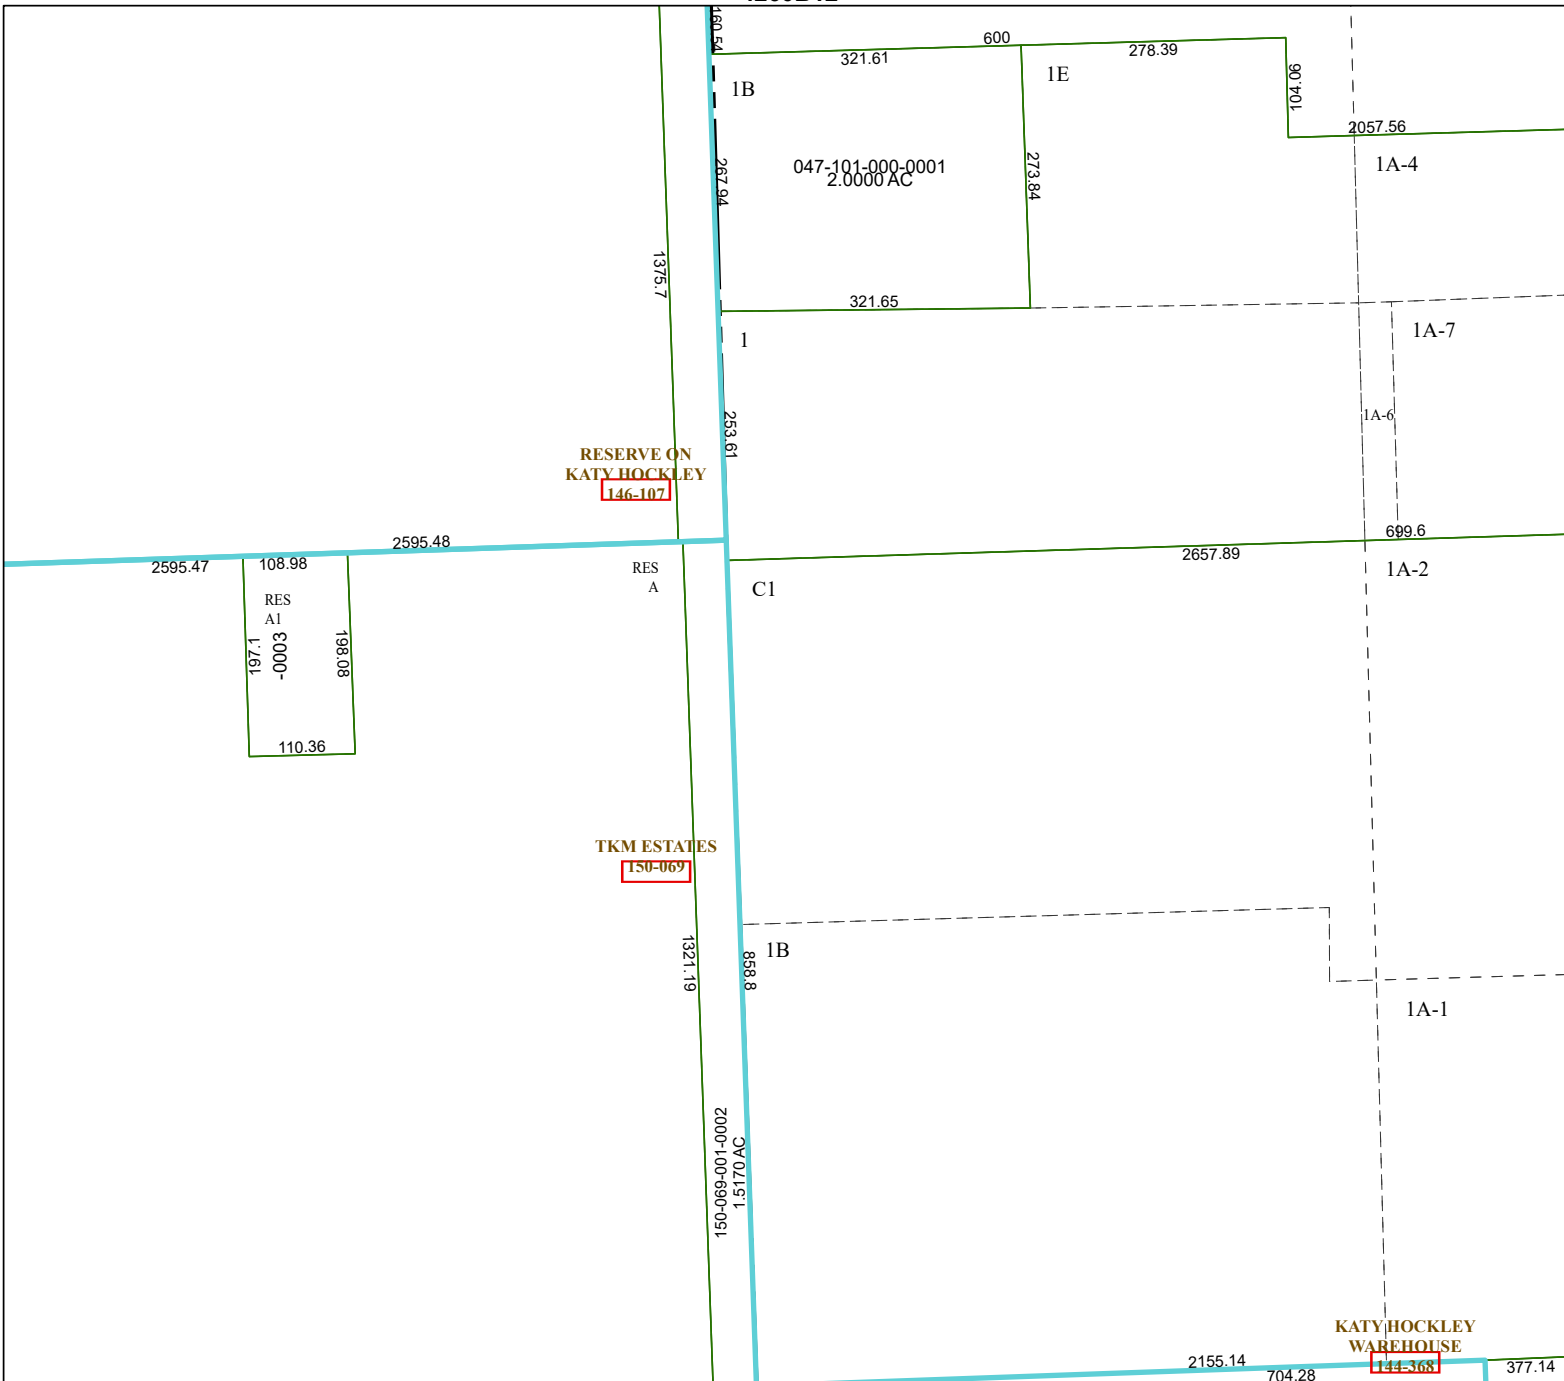 160.54
600
321.61
278.39
1B
1E
104.06
2057.56
1A-4
047-101-000-0001
2.0000 AC
267.94
273.84
1375.7
321.65
1
1A-7
253.61
1A-6
RESERVE ON
KATY HOCKLEY
146-107
2595.48
2595.47
108.98
699.6
2657.89
RES
A
C1
1A-2
RES
A1
-0003
197.1
198.08
110.36
TKM ESTATES
150-069
1321.19
858.8
1B
1A-1
150-069-001-0002
1.5170 AC
KATY HOCKLEY
WAREHOUSE
144-368
2155.14
704.28
377.14